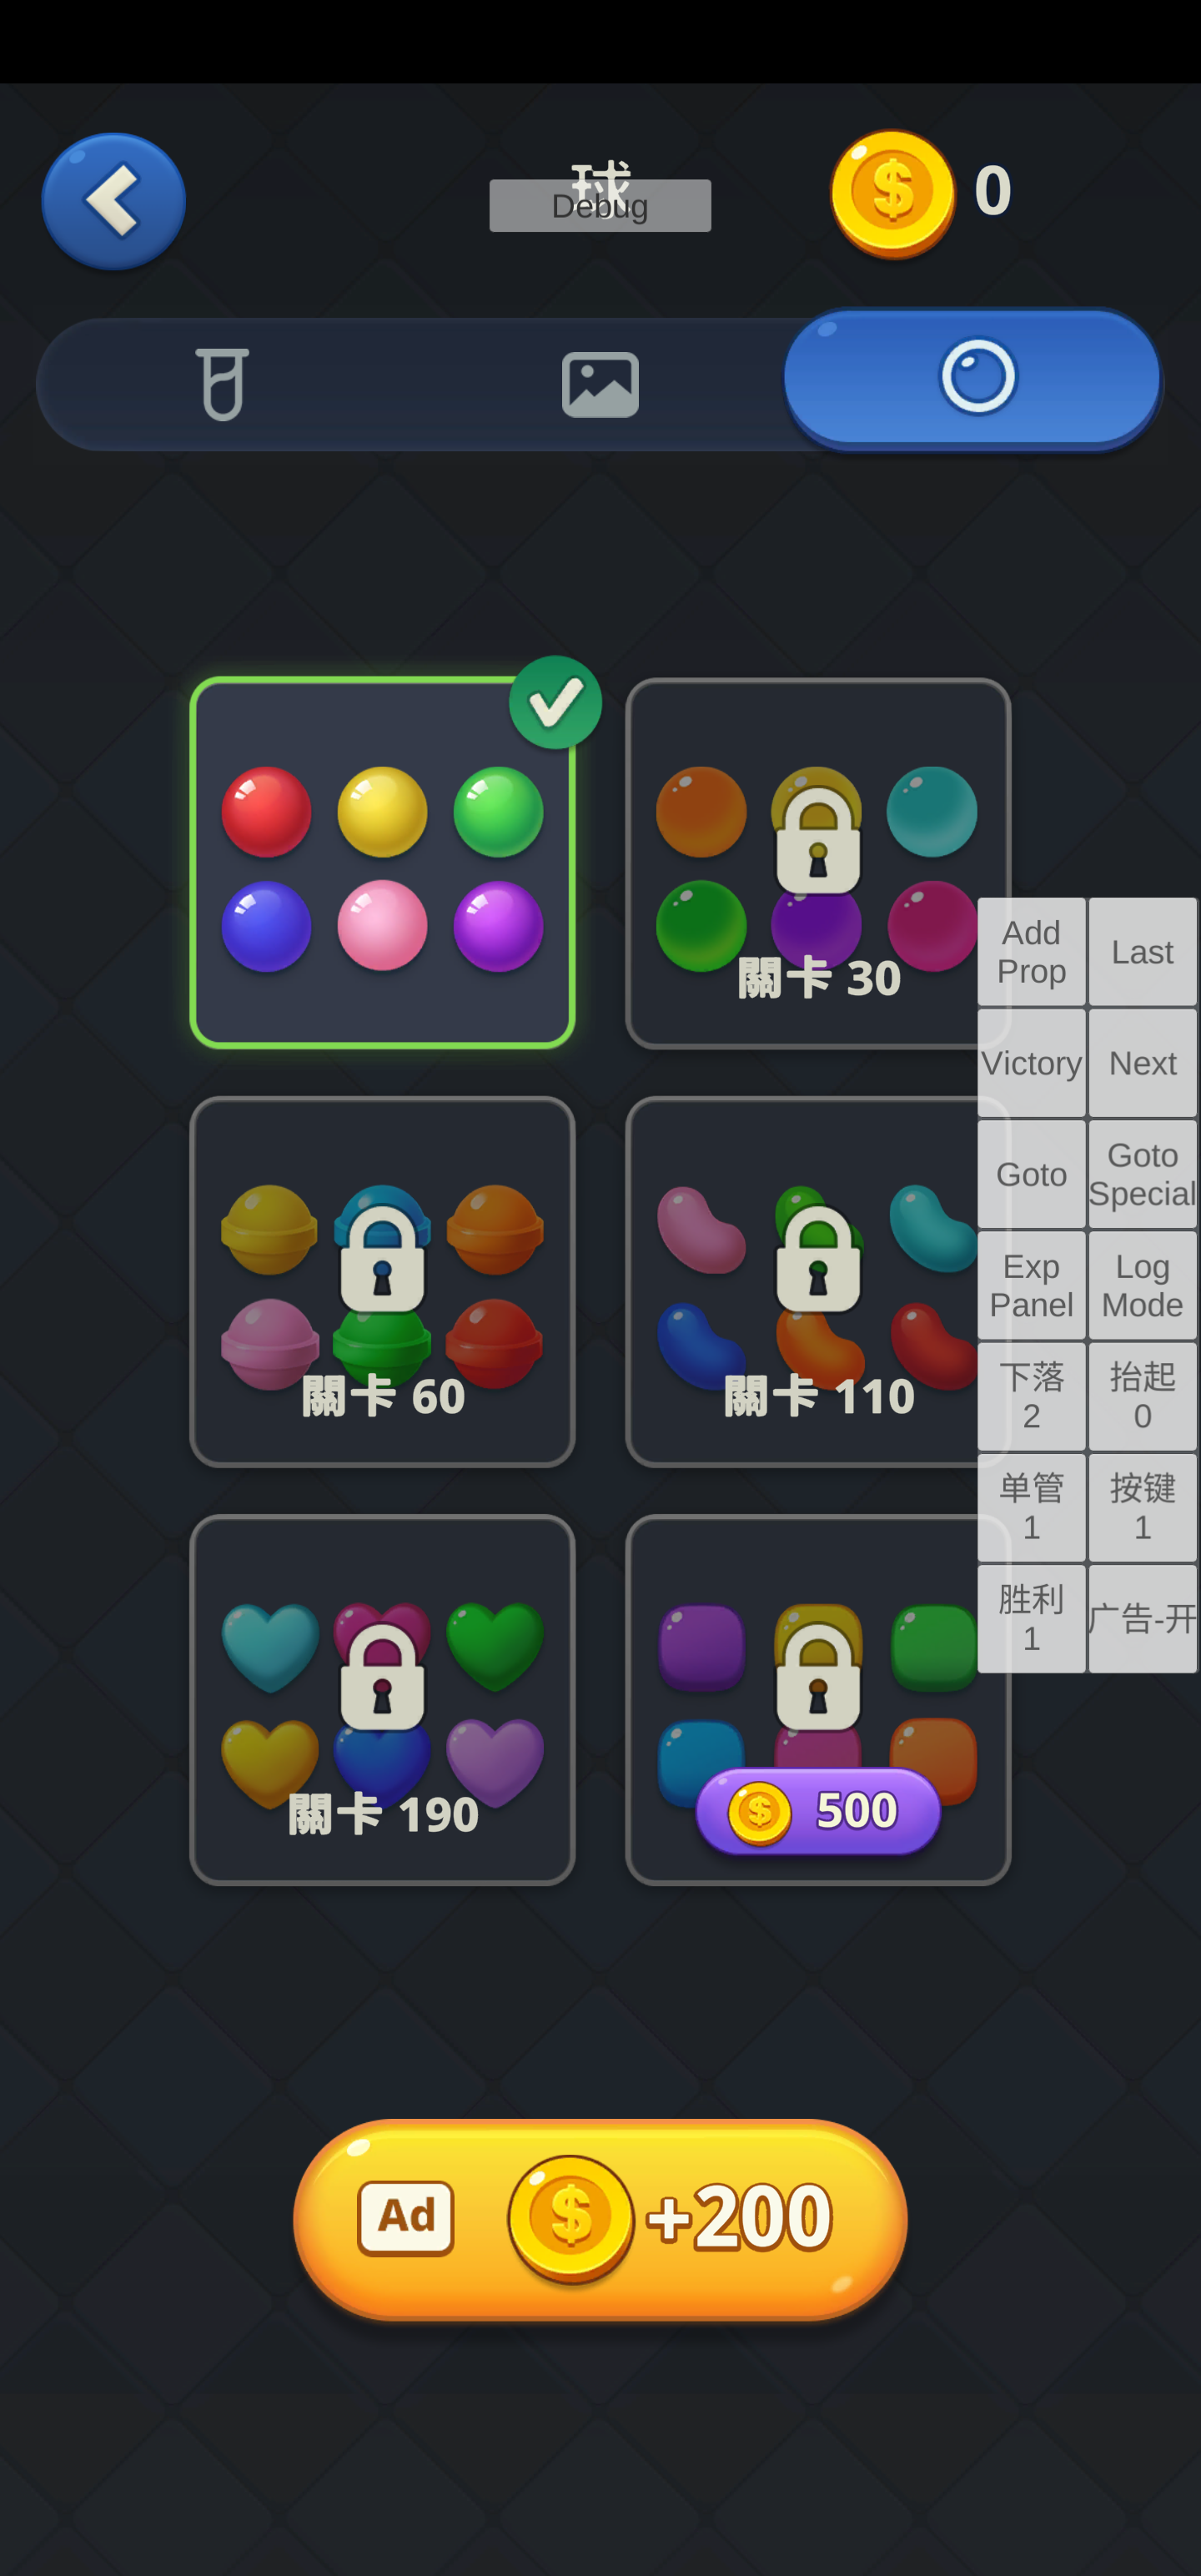 球
Debug
0
關卡 30
Add
Prop
Last
Victory
Next
Goto
Goto
Special
Exp
Panel
Log
Mode
關卡 60
關卡 110
下落
2
抬起
0
单管
1
按键
1
胜利
1
广告-开
關卡 190
500
Ad
+200